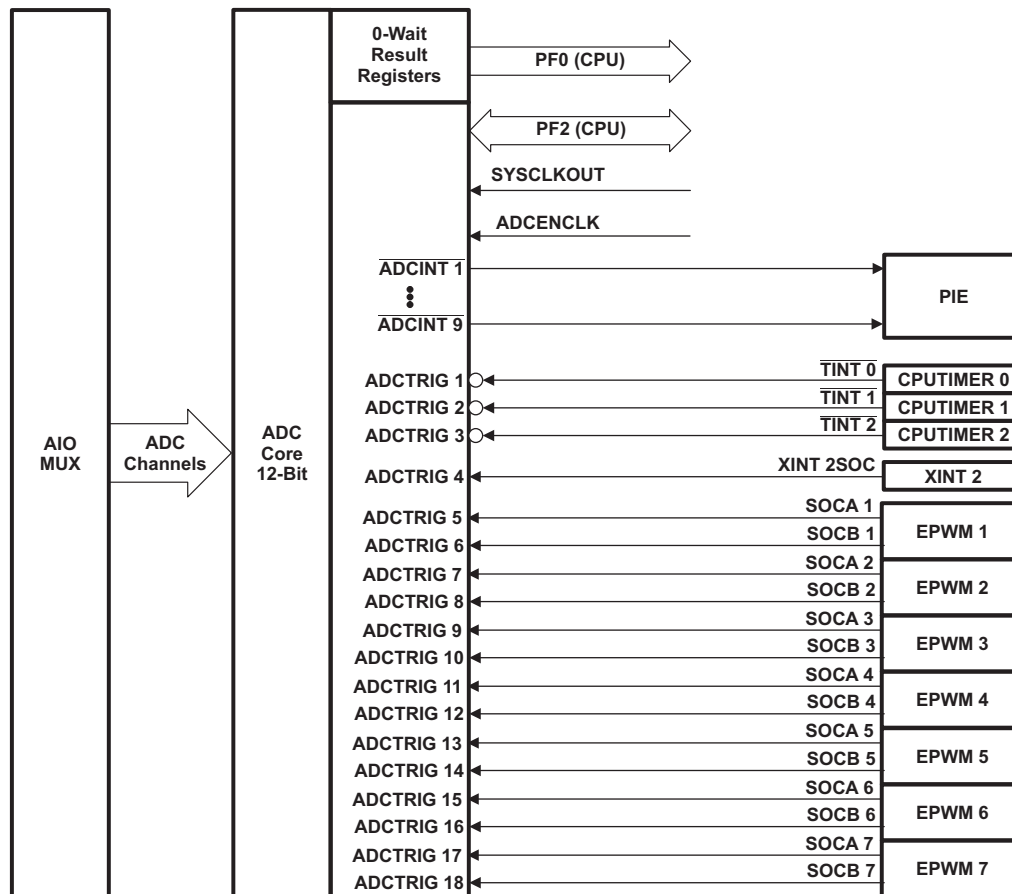 0-Wait
Result
Registers
PF0 (CPU)
PF2 (CPU)
SYSCLKOUT
ADCENCLK
ADCINT 1
PIE
ADCINT 9
TINT 0
ADCTRIG 1
CPUTIMER 0
TINT 1
ADCTRIG 2
CPUTIMER 1
TINT 2
ADCTRIG 3
CPUTIMER 2
AIO
MUX
ADC
Channels
ADC
Core
12-Bit
XINT 2SOC
ADCTRIG 4
XINT 2
SOCA 1
ADCTRIG 5
EPWM 1
SOCB 1
ADCTRIG 6
SOCA 2
ADCTRIG 7
EPWM 2
SOCB 2
ADCTRIG 8
SOCA 3
ADCTRIG 9
EPWM 3
SOCB 3
ADCTRIG 10
SOCA 4
ADCTRIG 11
EPWM 4
SOCB 4
ADCTRIG 12
SOCA 5
ADCTRIG 13
EPWM 5
SOCB 5
ADCTRIG 14
SOCA 6
ADCTRIG 15
EPWM 6
SOCB 6
ADCTRIG 16
SOCA 7
ADCTRIG 17
EPWM 7
SOCB 7
ADCTRIG 18